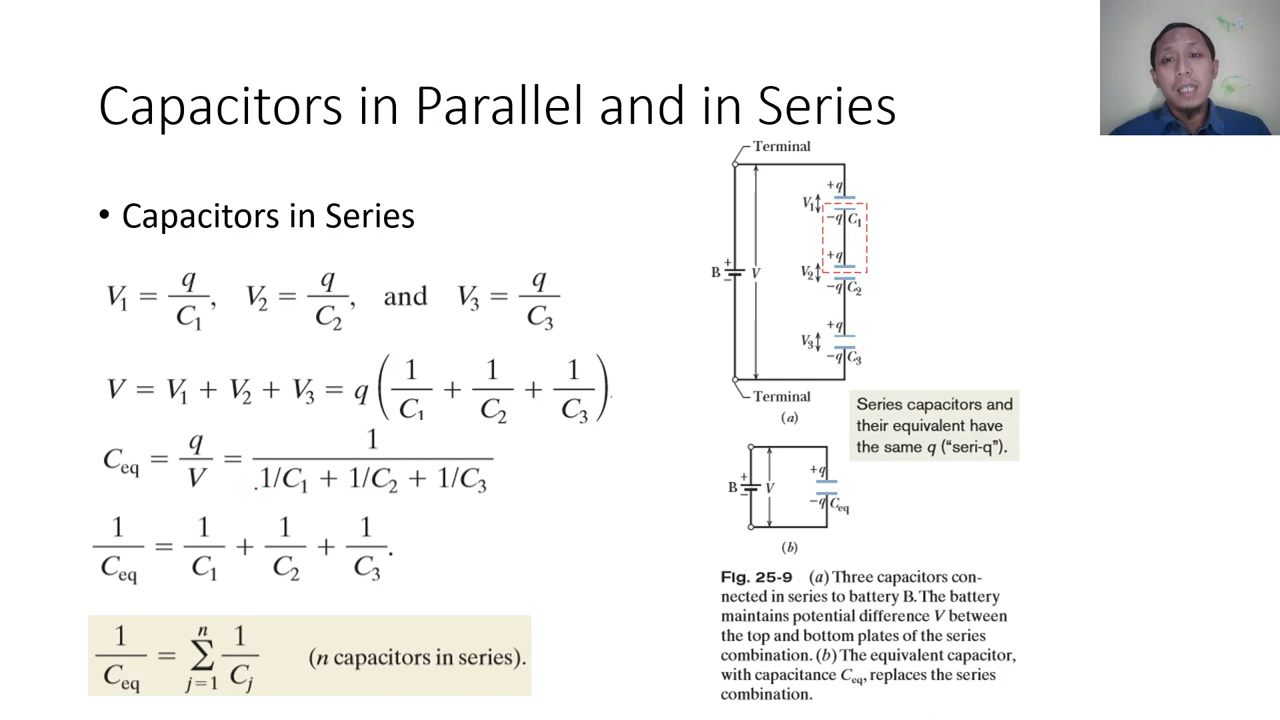 Capacitors in Parallel and in Series
• Capacitors in Series
V₁ = q/C₁, V₂ = q/C₂, and V₃ = q/C₃
V = V₁ + V₂ + V₃ = q (1/C₁ + 1/C₂ + 1/C₃)
C_eq = q/V = 1/(1/C₁ + 1/C₂ + 1/C₃)
1/C_eq = 1/C₁ + 1/C₂ + 1/C₃.
1/C_eq = Σ_{j=1}^{n} 1/C_j (n capacitors in series).
Terminal
+q
V₁
−q C₁
+q
B + − V V₂
−q C₂
+q
V₃
−q C₃
Terminal
(a)
Series capacitors and
their equivalent have
the same q (“seri-q”).
+q
B + − V
−q C_eq
(b)
Fig. 25-9 (a) Three capacitors con-
nected in series to battery B. The battery
maintains potential difference V between
the top and bottom plates of the series
combination. (b) The equivalent capacitor,
with capacitance C_eq, replaces the series
combination.